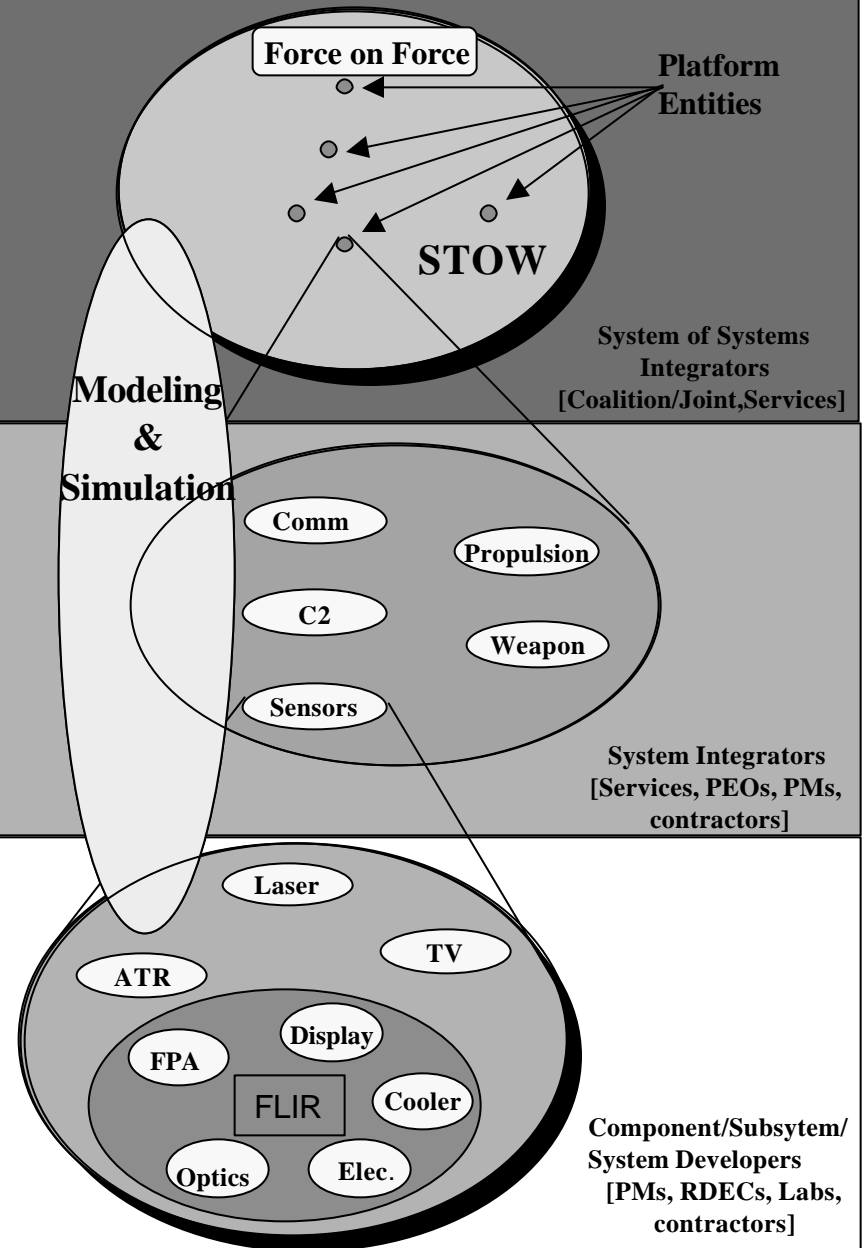 Force on Force
Platform
Entities
STOW
System of Systems
Integrators
[Coalition/Joint,Services]
Modeling
&
Simulation
Comm
Propulsion
C2
Weapon
Sensors
System Integrators
[Services, PEOs, PMs,
contractors]
Laser
TV
ATR
Display
FPA
FLIR
Cooler
Optics
Elec.
Component/Subsytem/
System Developers
[PMs, RDECs, Labs,
contractors]